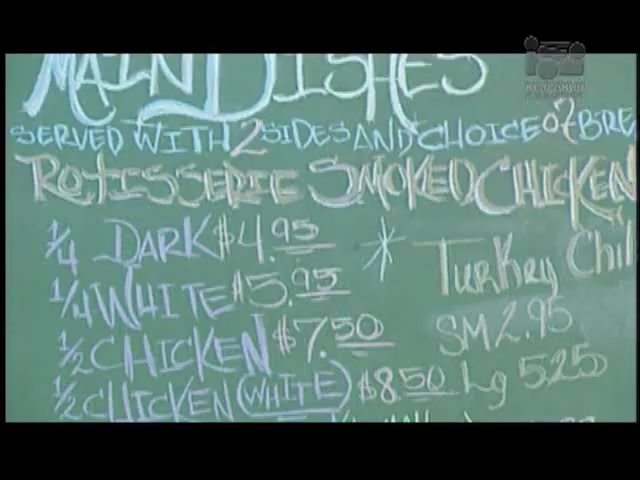 MAIN DISHES
SERVED WITH 2 SIDES AND CHOICE OF BRE
ROTISSERIE SMOKED CHICKEN
1/4 DARK $4.95 * Turkey Chil
1/4 WHITE $5.95
1/2 CHICKEN $7.50 SM 2.95
1/2 CHICKEN (WHITE) $8.50 Lg 5.25